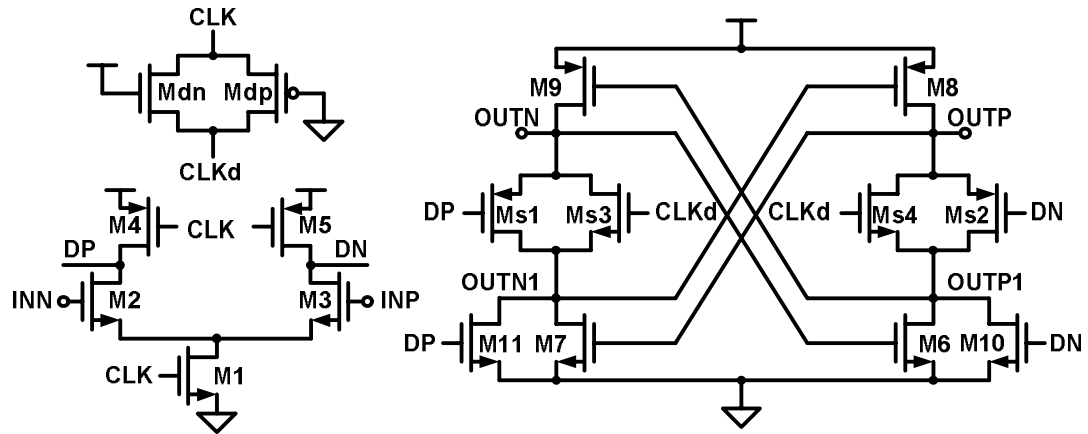 CLK
Mdn Mdp
CLKd
M4 CLK M5
DP DN
INN M2 M3 INP
CLK M1
M9 M8
OUTN OUTP
DP Ms1 Ms3 CLKd CLKd Ms4 Ms2 DN
OUTN1 OUTP1
DP M11 M7 M6 M10 DN